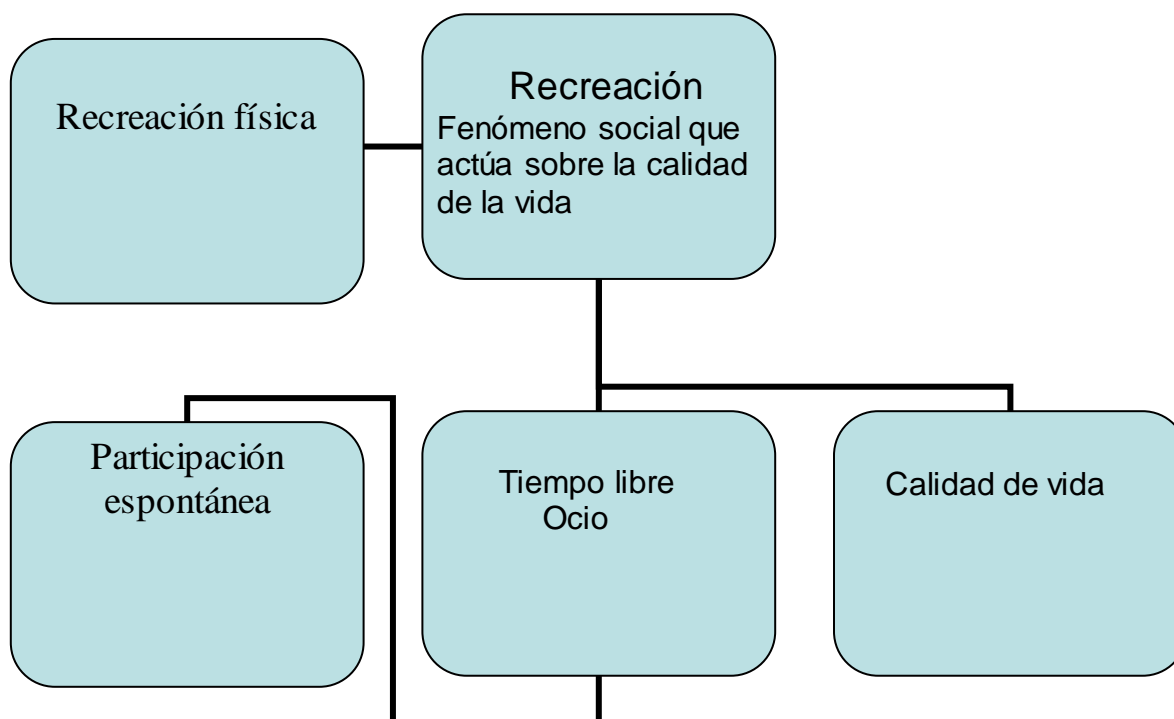 Recreación física
Recreación
Fenómeno social que
actúa sobre la calidad
de la vida
Participación
espontánea
Tiempo libre
Ocio
Calidad de vida